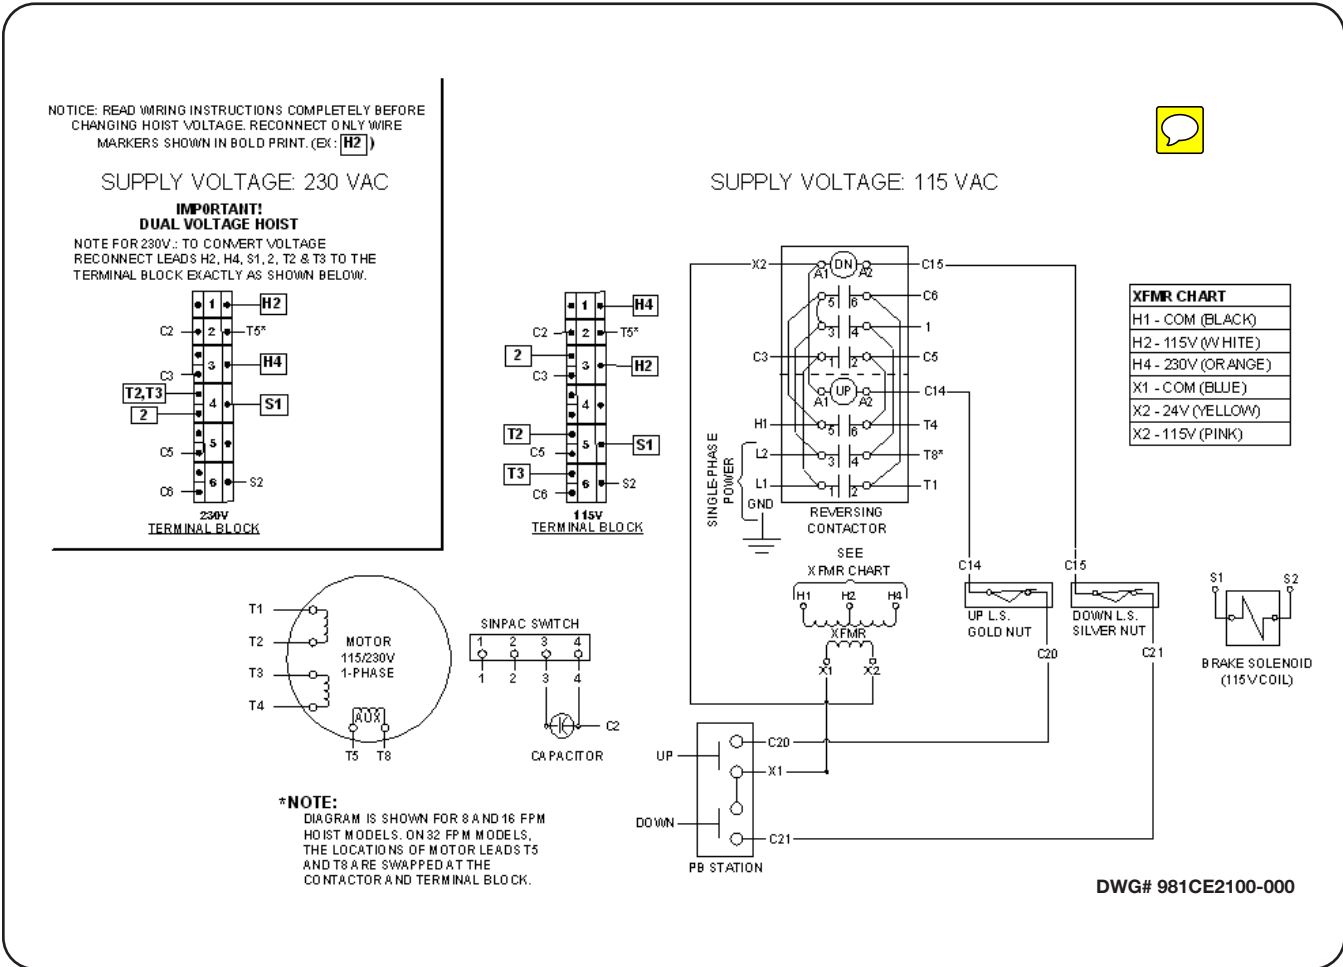 NOTICE: READ WIRING INSTRUCTIONS COMPLETELY BEFORE
CHANGING HOIST VOLTAGE. RECONNECT ONLY WIRE
MARKERS SHOWN IN BOLD PRINT. (EX: H2 )
SUPPLY VOLTAGE: 230 VAC
IMPORTANT!
DUAL VOLTAGE HOIST
NOTE FOR 230V.: TO CONVERT VOLTAGE
RECONNECT LEADS H2, H4, S1, 2, T2 & T3 TO THE
TERMINAL BLOCK EXACTLY AS SHOWN BELOW.
1 H2
C2 2 T5*
3 H4
C3
T2,T3
4 S1
2
5
C5
6 S2
C6
230V
TERMINAL BLOCK
1 H4
C2 2 T5*
2
3 H2
C3
4
T2
5 S1
C5
T3
6 S2
C6
115V
TERMINAL BLOCK
SUPPLY VOLTAGE: 115 VAC
X2 A1 DN A2 C15
5 6 C6
3 4 1
C3 1 2 C5
A1 UP A2 C14
H1 5 6 T4
L2 3 4 T8*
L1 1 2 T1
GND
SINGLE-PHASE
POWER
REVERSING
CONTACTOR
XFMR CHART
H1 - COM (BLACK)
H2 - 115V (WHITE)
H4 - 230V (ORANGE)
X1 - COM (BLUE)
X2 - 24V (YELLOW)
X2 - 115V (PINK)
SEE
XFMR CHART
H1 H2 H4
XFMR
X1 X2
C14
UP L.S.
GOLD NUT
C20
C15
DOWN L.S.
SILVER NUT
C21
S1 S2
BRAKE SOLENOID
(115V COIL)
T1
T2
T3
T4
MOTOR
115/230V
1-PHASE
AUX
T5 T8
SINPAC SWITCH
1 2 3 4
1 2 3 4
C2
CAPACITOR
UP
C20
X1
DOWN
C21
PB STATION
*NOTE:
DIAGRAM IS SHOWN FOR 8 AND 16 FPM
HOIST MODELS. ON 32 FPM MODELS,
THE LOCATIONS OF MOTOR LEADS T5
AND T8 ARE SWAPPED AT THE
CONTACTOR AND TERMINAL BLOCK.
DWG# 981CE2100-000